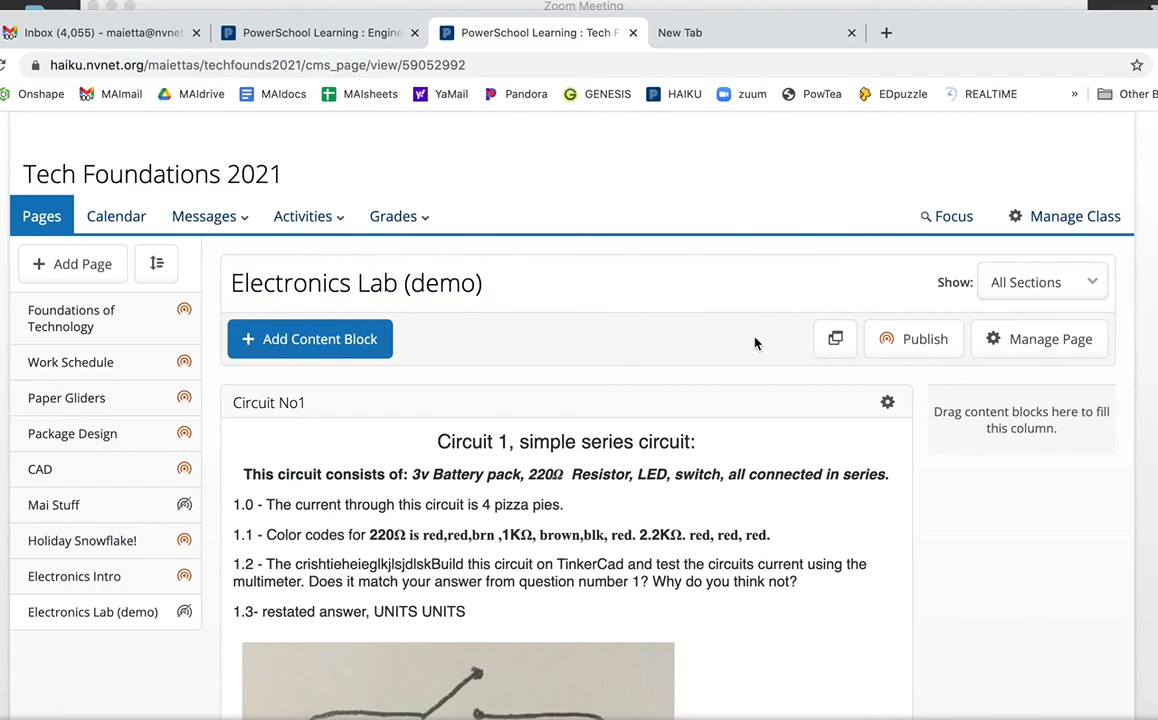 Zoom Meeting
Inbox (4,055) - maietta@nvnet
PowerSchool Learning : Engine
PowerSchool Learning : Tech F
New Tab
haiku.nvnet.org/maiettas/techfounds2021/cms_page/view/59052992
Onshape
MAImail
MAIdrive
MAIdocs
MAIsheets
YaMail
Pandora
GENESIS
HAIKU
zuum
PowTea
EDpuzzle
REALTIME
»
Other B
Tech Foundations 2021
Pages
Calendar
Messages
Activities
Grades
Focus
Manage Class
+ Add Page
Electronics Lab (demo)
Show:
All Sections
Foundations of
Technology
Work Schedule
Paper Gliders
Package Design
CAD
Mai Stuff
Holiday Snowflake!
Electronics Intro
Electronics Lab (demo)
+ Add Content Block
Publish
Manage Page
Circuit No1
Drag content blocks here to fill
this column.
Circuit 1, simple series circuit:
This circuit consists of: 3v Battery pack, 220Ω Resistor, LED, switch, all connected in series.
1.0 - The current through this circuit is 4 pizza pies.
1.1 - Color codes for 220Ω is red,red,brn ,1KΩ, brown,blk, red. 2.2KΩ. red, red, red.
1.2 - The crishtieheieglkjlsjdlskBuild this circuit on TinkerCad and test the circuits current using the
multimeter. Does it match your answer from question number 1? Why do you think not?
1.3- restated answer, UNITS UNITS